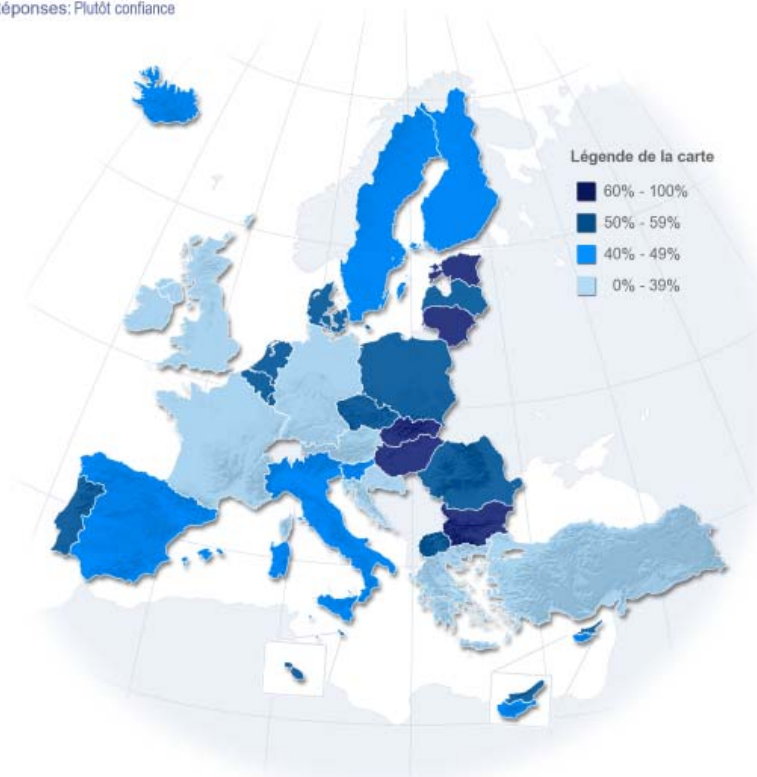 éponses: Plutôt confiance
Légende de la carte
60% - 100%
50% - 59%
40% - 49%
0% - 39%